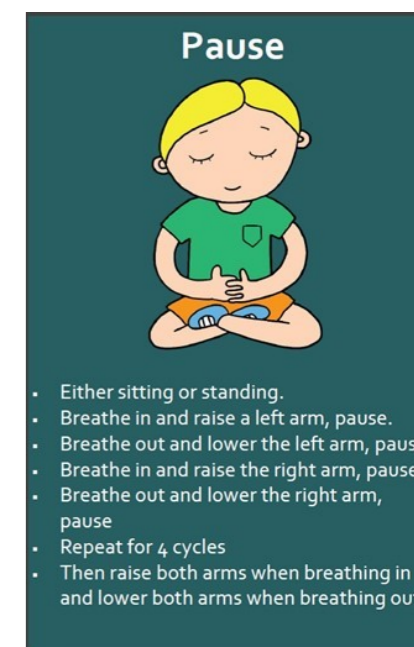 Pause
▪ Either sitting or standing.
▪ Breathe in and raise a left arm, pause.
▪ Breathe out and lower the left arm, paus
▪ Breathe in and raise the right arm, pause
▪ Breathe out and lower the right arm,
pause
▪ Repeat for 4 cycles
▪ Then raise both arms when breathing in
and lower both arms when breathing out